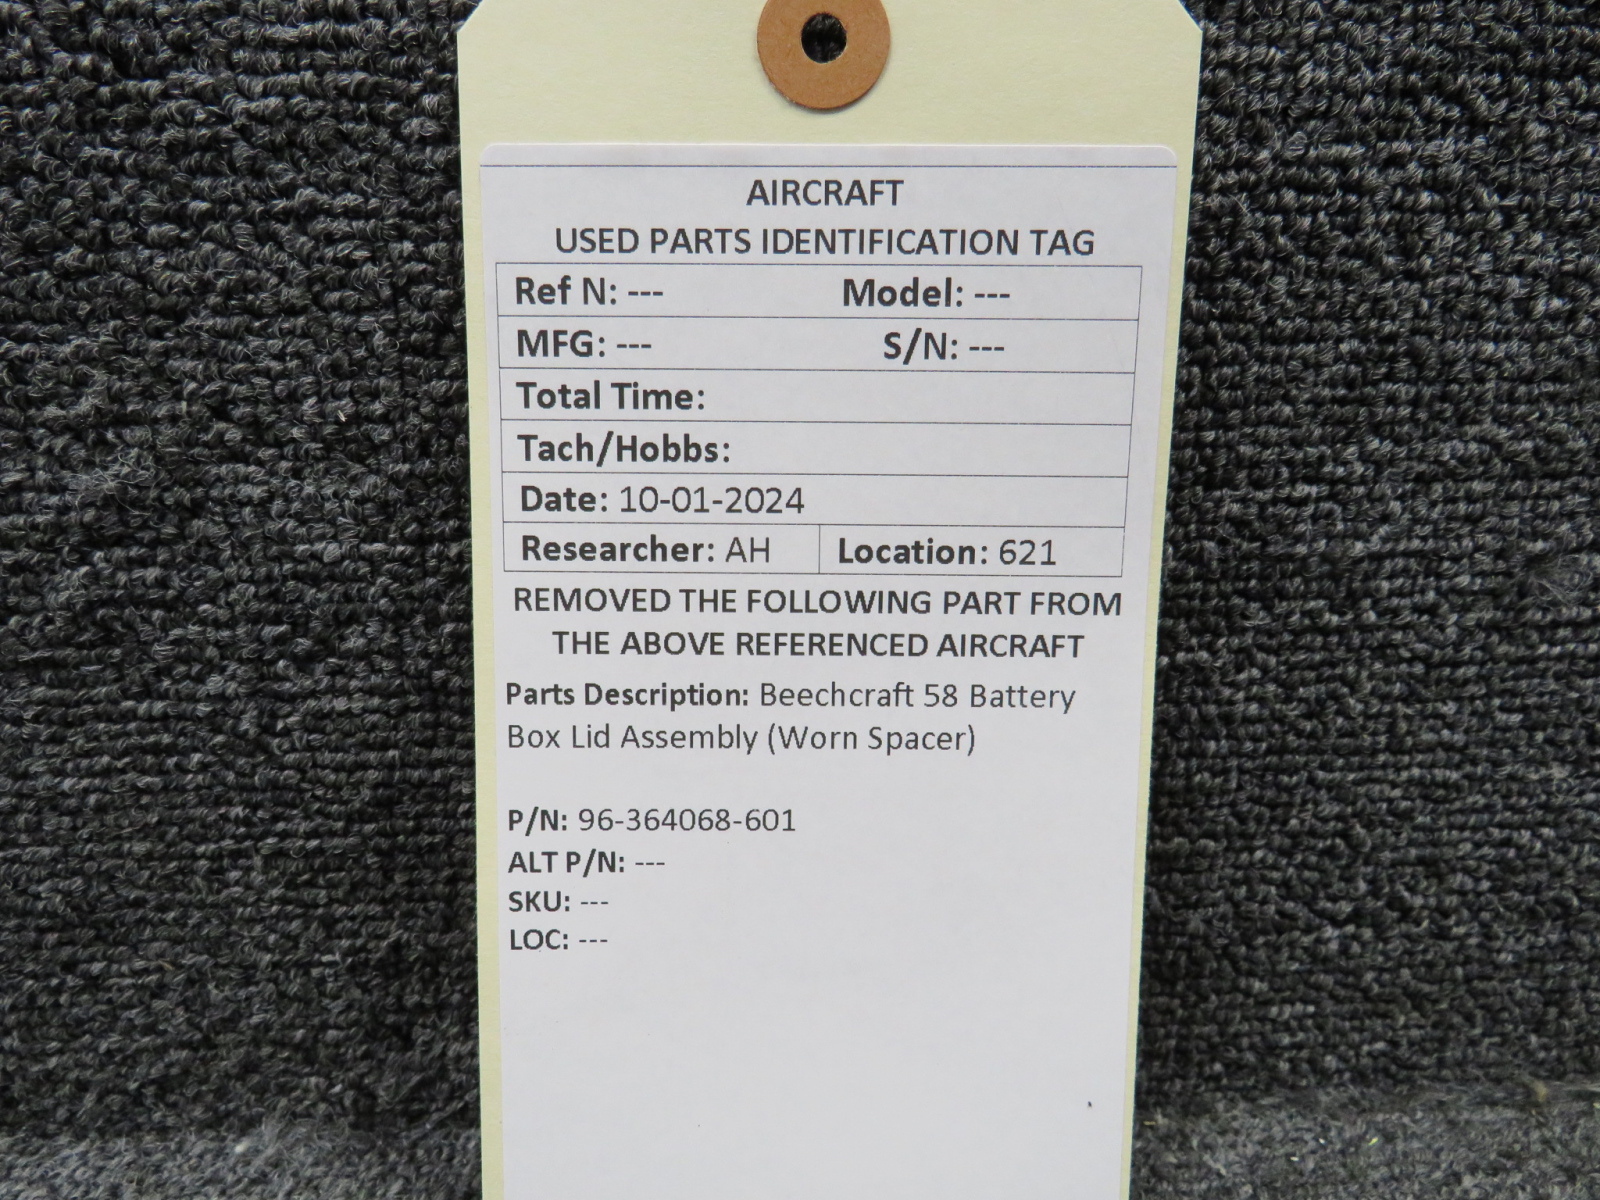 AIRCRAFT
USED PARTS IDENTIFICATION TAG
Ref N: --- Model: ---
MFG: --- S/N: ---
Total Time:
Tach/Hobbs:
Date: 10-01-2024
Researcher: AH Location: 621
REMOVED THE FOLLOWING PART FROM
THE ABOVE REFERENCED AIRCRAFT
Parts Description: Beechcraft 58 Battery
Box Lid Assembly (Worn Spacer)
P/N: 96-364068-601
ALT P/N: ---
SKU: ---
LOC: ---